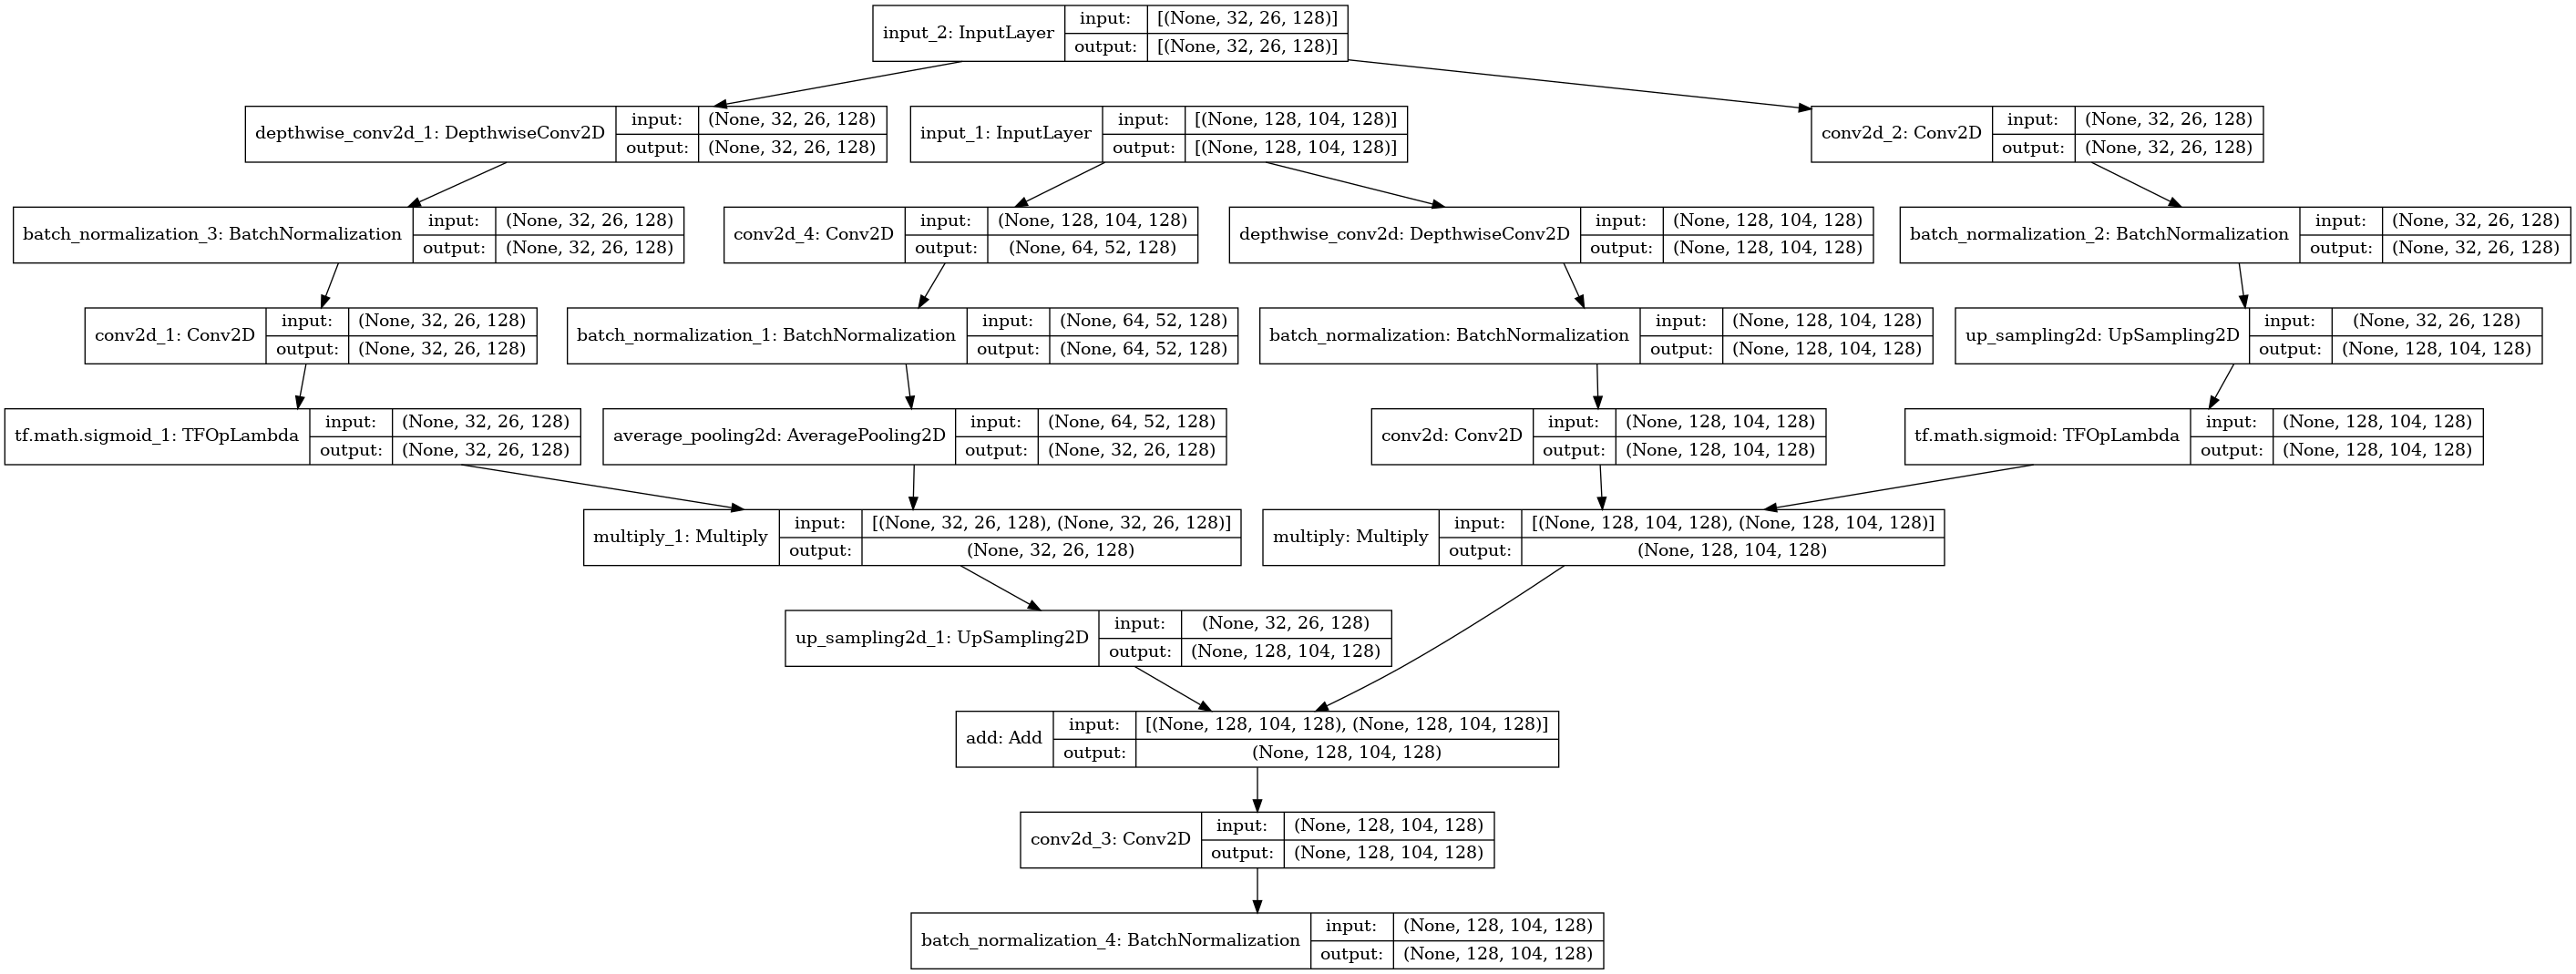 input_2: InputLayer
input: [(None, 32, 26, 128)]
output: [(None, 32, 26, 128)]
depthwise_conv2d_1: DepthwiseConv2D
input: (None, 32, 26, 128)
output: (None, 32, 26, 128)
input_1: InputLayer
input: [(None, 128, 104, 128)]
output: [(None, 128, 104, 128)]
conv2d_2: Conv2D
input: (None, 32, 26, 128)
output: (None, 32, 26, 128)
batch_normalization_3: BatchNormalization
input: (None, 32, 26, 128)
output: (None, 32, 26, 128)
conv2d_4: Conv2D
input: (None, 128, 104, 128)
output: (None, 64, 52, 128)
depthwise_conv2d: DepthwiseConv2D
input: (None, 128, 104, 128)
output: (None, 128, 104, 128)
batch_normalization_2: BatchNormalization
input: (None, 32, 26, 128)
output: (None, 32, 26, 128)
conv2d_1: Conv2D
input: (None, 32, 26, 128)
output: (None, 32, 26, 128)
batch_normalization_1: BatchNormalization
input: (None, 64, 52, 128)
output: (None, 64, 52, 128)
batch_normalization: BatchNormalization
input: (None, 128, 104, 128)
output: (None, 128, 104, 128)
up_sampling2d: UpSampling2D
input: (None, 32, 26, 128)
output: (None, 128, 104, 128)
tf.math.sigmoid_1: TFOpLambda
input: (None, 32, 26, 128)
output: (None, 32, 26, 128)
average_pooling2d: AveragePooling2D
input: (None, 64, 52, 128)
output: (None, 32, 26, 128)
conv2d: Conv2D
input: (None, 128, 104, 128)
output: (None, 128, 104, 128)
tf.math.sigmoid: TFOpLambda
input: (None, 128, 104, 128)
output: (None, 128, 104, 128)
multiply_1: Multiply
input: [(None, 32, 26, 128), (None, 32, 26, 128)]
output: (None, 32, 26, 128)
multiply: Multiply
input: [(None, 128, 104, 128), (None, 128, 104, 128)]
output: (None, 128, 104, 128)
up_sampling2d_1: UpSampling2D
input: (None, 32, 26, 128)
output: (None, 128, 104, 128)
add: Add
input: [(None, 128, 104, 128), (None, 128, 104, 128)]
output: (None, 128, 104, 128)
conv2d_3: Conv2D
input: (None, 128, 104, 128)
output: (None, 128, 104, 128)
batch_normalization_4: BatchNormalization
input: (None, 128, 104, 128)
output: (None, 128, 104, 128)